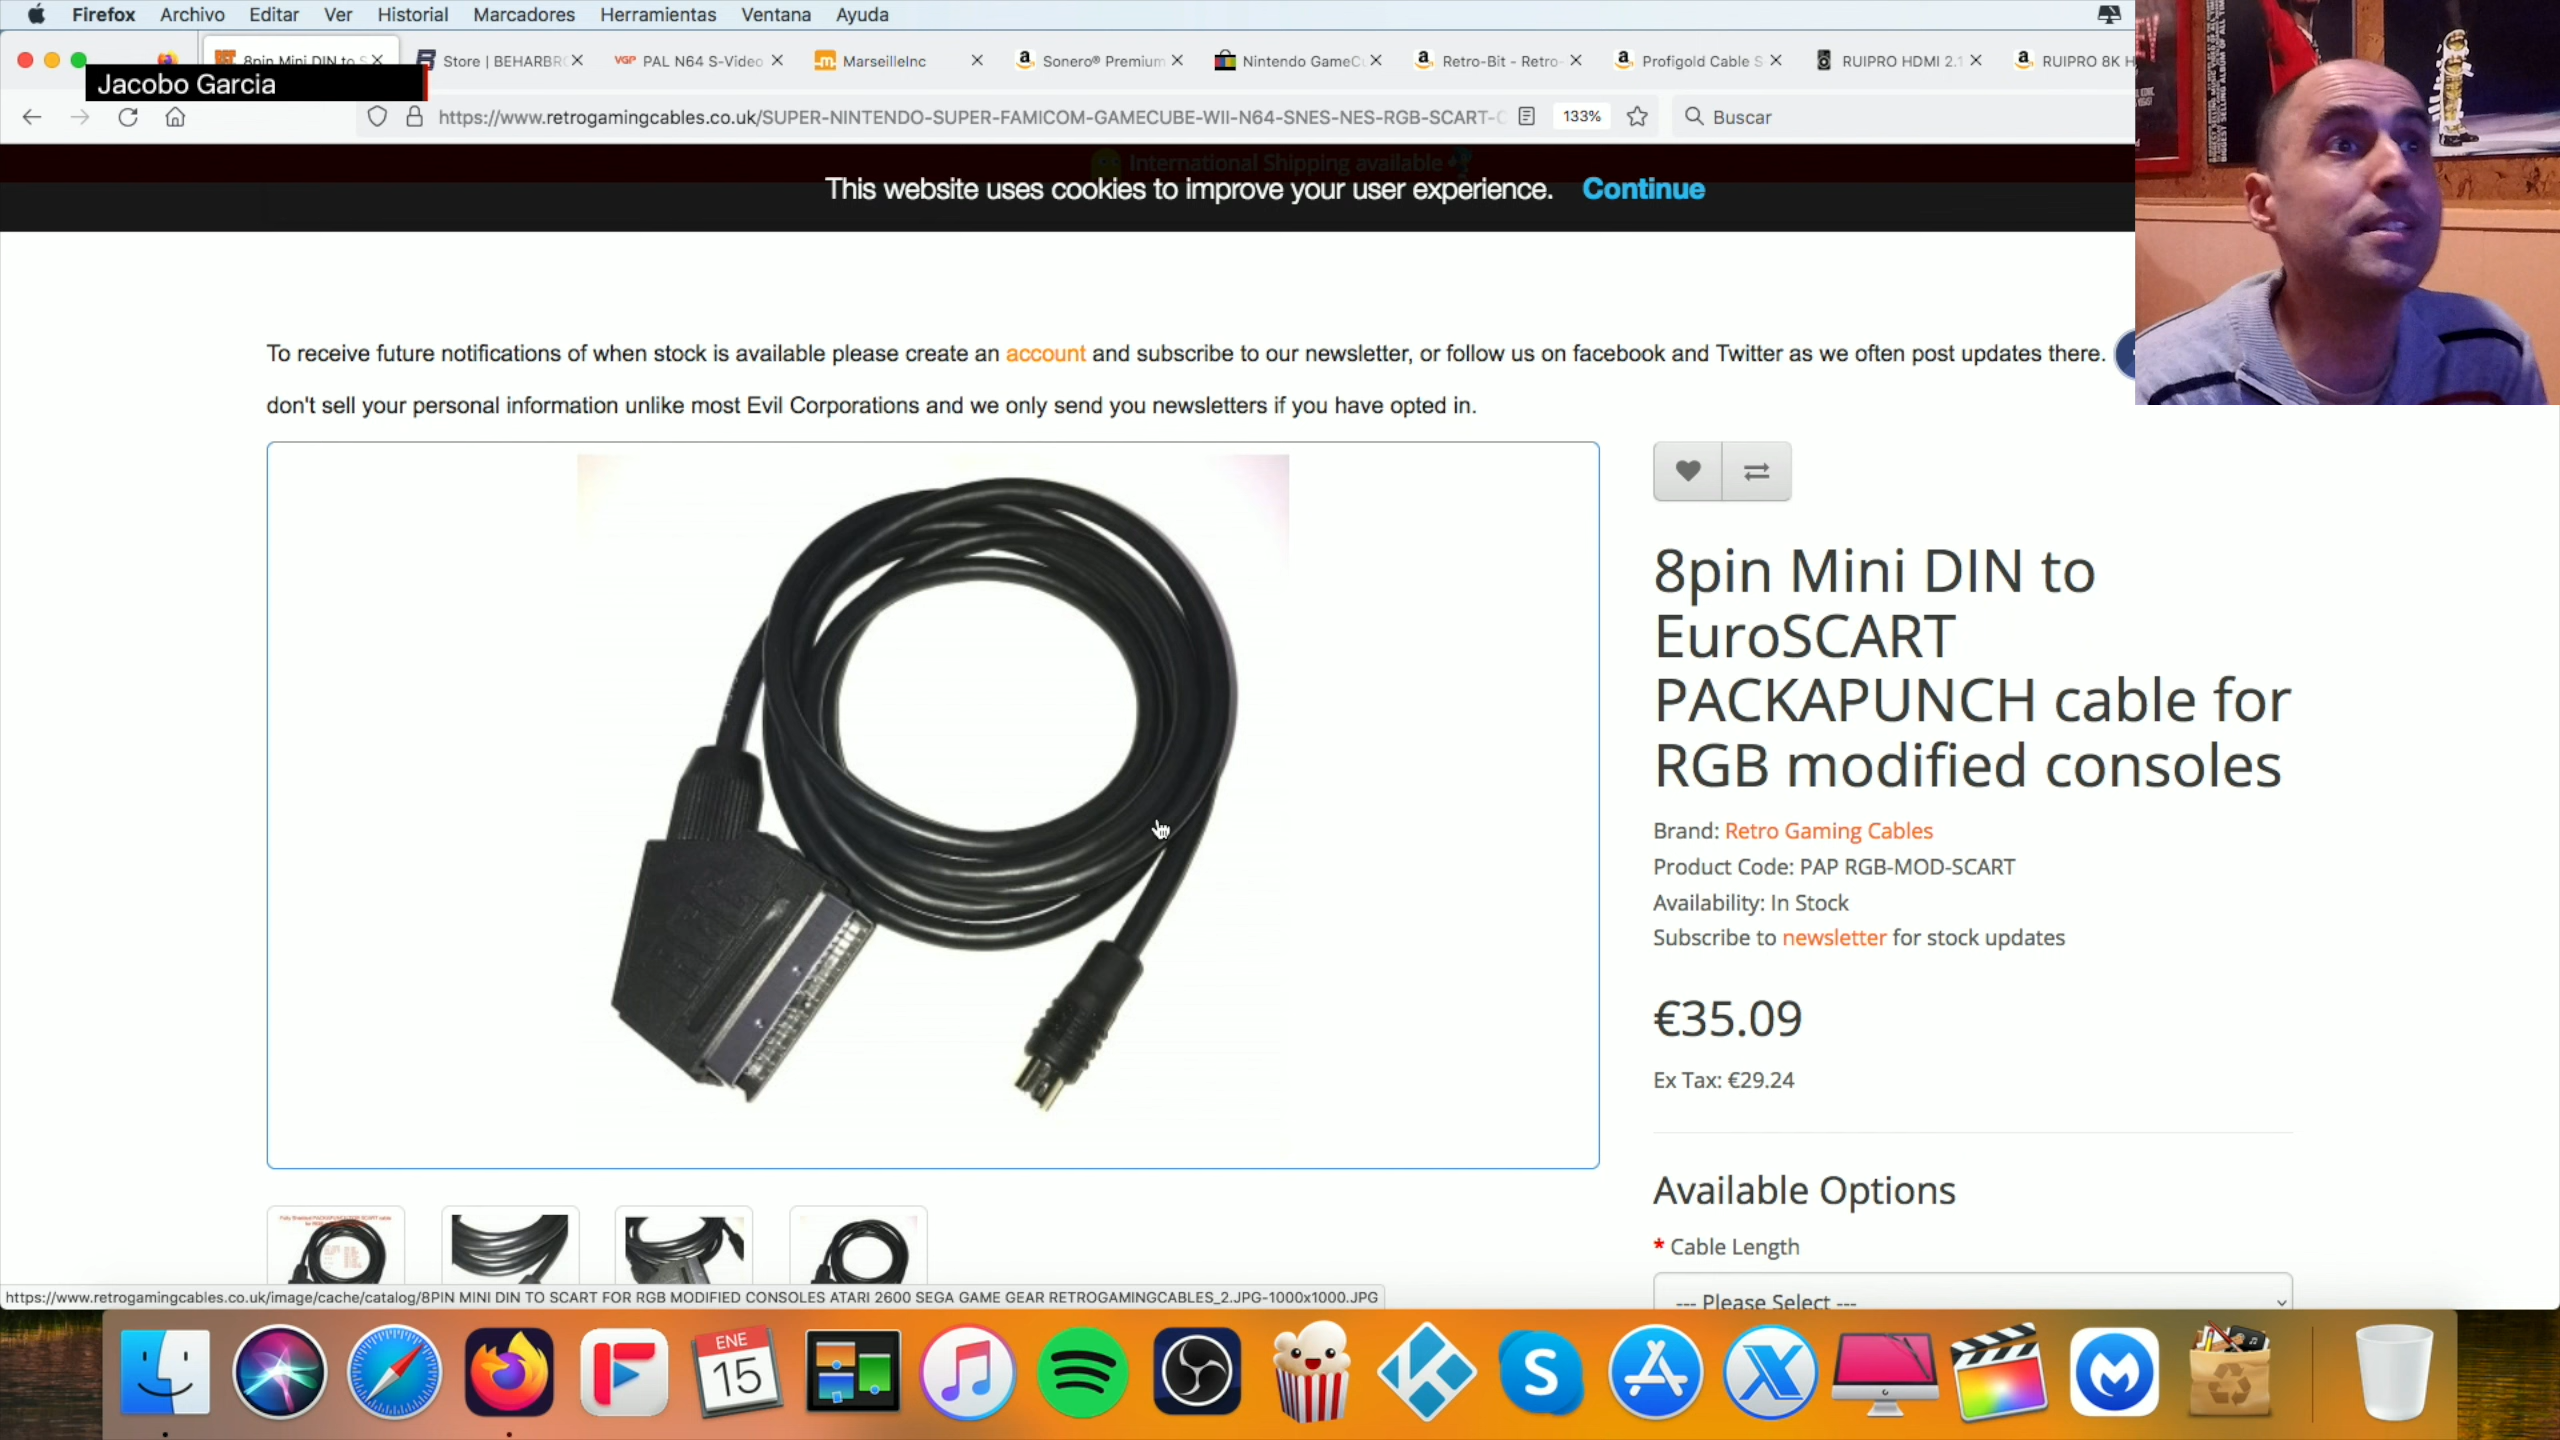 Firefox Archivo Editar Ver Historial Marcadores Herramientas Ventana Ayuda
8pin Mini DIN to S Store | BEHARBR VGP PAL N64 S-Video MarseilleInc Sonero® Premium Nintendo GameCu Retro-Bit - Retro- Profigold Cable S RUIPRO HDMI 2.1 RUIPRO 8K H
Jacobo Garcia
https://www.retrogamingcables.co.uk/SUPER-NINTENDO-SUPER-FAMICOM-GAMECUBE-WII-N64-SNES-NES-RGB-SCART-C 133% Buscar
International Shipping available
This website uses cookies to improve your user experience. Continue
To receive future notifications of when stock is available please create an account and subscribe to our newsletter, or follow us on facebook and Twitter as we often post updates there.
don't sell your personal information unlike most Evil Corporations and we only send you newsletters if you have opted in.
8pin Mini DIN to
EuroSCART
PACKAPUNCH cable for
RGB modified consoles
Brand: Retro Gaming Cables
Product Code: PAP RGB-MOD-SCART
Availability: In Stock
Subscribe to newsletter for stock updates
€35.09
Ex Tax: €29.24
Available Options
* Cable Length
--- Please Select ---
https://www.retrogamingcables.co.uk/image/cache/catalog/8PIN MINI DIN TO SCART FOR RGB MODIFIED CONSOLES ATARI 2600 SEGA GAME GEAR RETROGAMINGCABLES_2.JPG-1000x1000.JPG
ENE
15